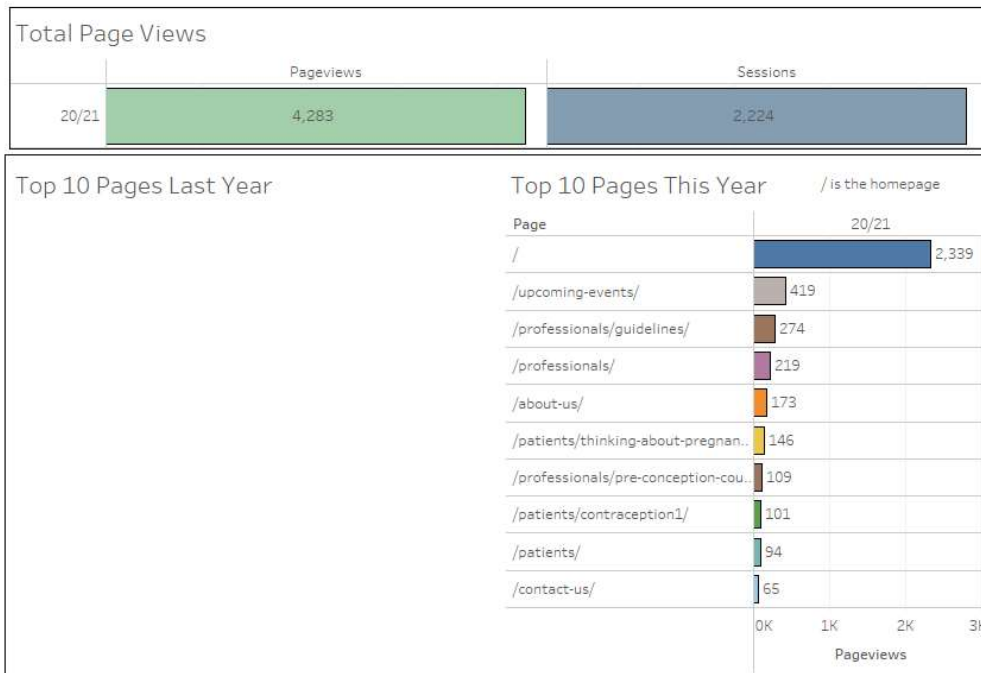 Total Page Views
Pageviews Sessions
20/21 4,283 2,224
Top 10 Pages Last Year Top 10 Pages This Year / is the homepage
Page 20/21
/ 2,339
/upcoming-events/ 419
/professionals/guidelines/ 274
/professionals/ 219
/about-us/ 173
/patients/thinking-about-pregnan.. 146
/professionals/pre-conception-cou.. 109
/patients/contraception1/ 101
/patients/ 94
/contact-us/ 65
0K 1K 2K 3K
Pageviews